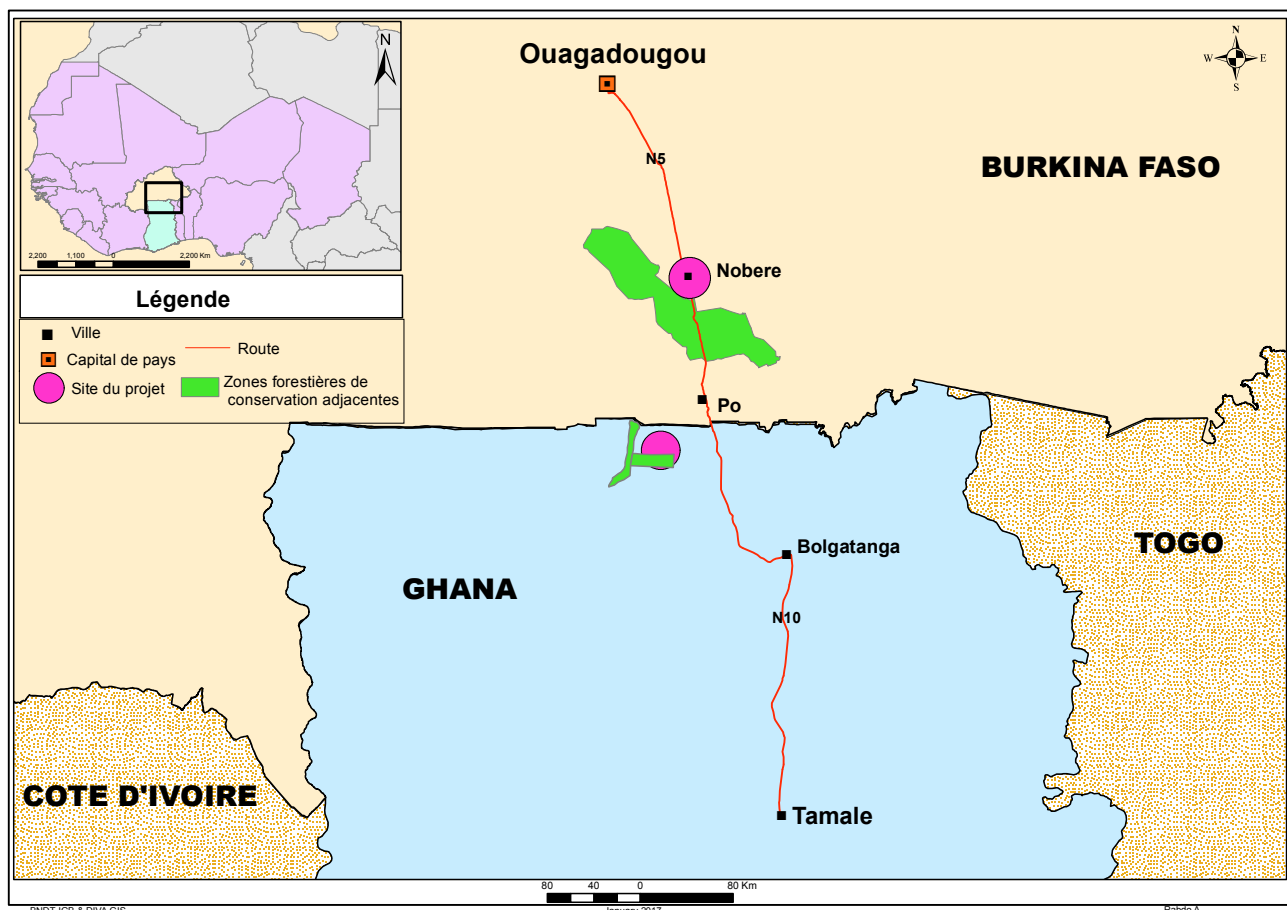 N
2,200 1,100 0 2,200 Km
Ouagadougou
N
W E
S
N5
BURKINA FASO
Nobere
Légende
Ville
Route
Capital de pays
Site du projet
Zones forestières de
conservation adjacentes
Po
Bolgatanga
TOGO
GHANA
N10
COTE D'IVOIRE
Tamale
80 40 0 80 Km